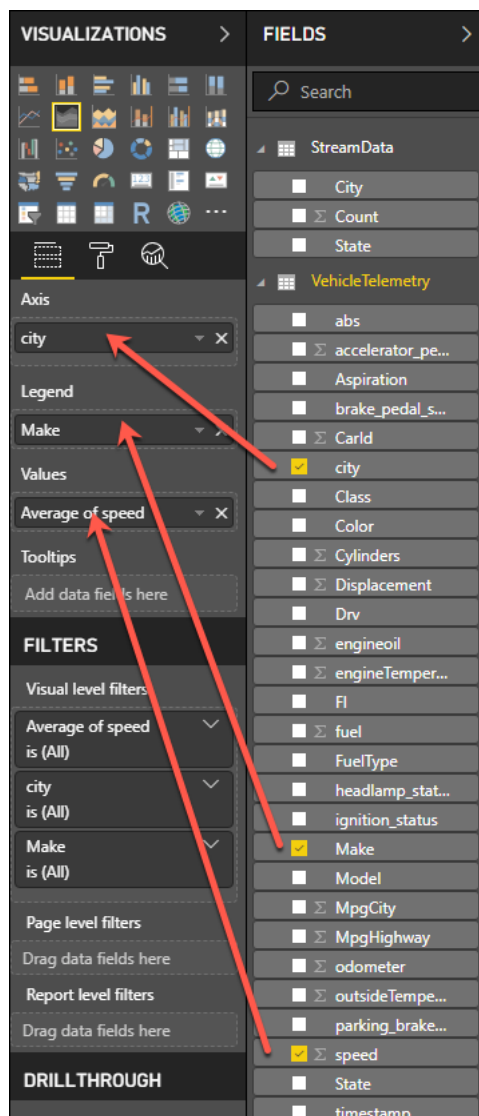 VISUALIZATIONS
Axis
city
Legend
Make
Values
Average of speed
Tooltips
Add data fields here
FILTERS
Visual level filters
Average of speed
is (All)
city
is (All)
Make
is (All)
Page level filters
Drag data fields here
Report level filters
Drag data fields here
DRILLTHROUGH
FIELDS
Search
StreamData
City
Σ Count
State
VehicleTelemetry
abs
Σ accelerator_pe...
Aspiration
brake_pedal_s...
Σ CarId
city
Class
Color
Σ Cylinders
Σ Displacement
Drv
Σ engineoil
Σ engineTemper...
FI
Σ fuel
FuelType
headlamp_stat...
ignition_status
Make
Model
Σ MpgCity
Σ MpgHighway
Σ odometer
Σ outsideTempe...
parking_brake...
Σ speed
State
timestamp